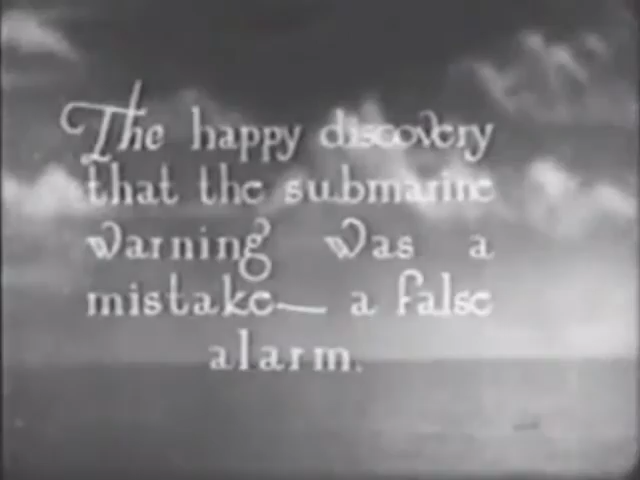 The happy discovery
that the submarine
warning was a
mistake— a false
alarm.